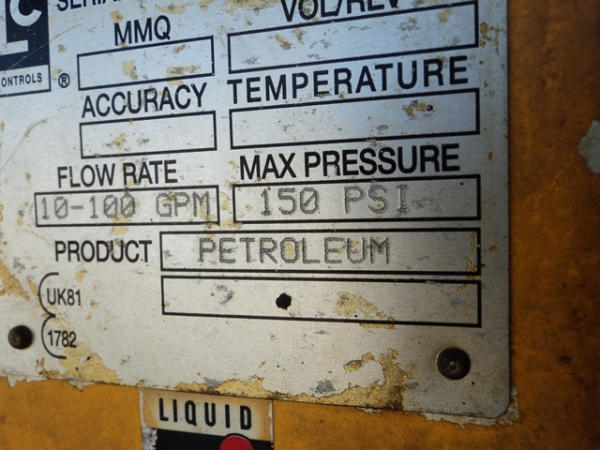 C SERIAL
CONTROLS ®
MMQ VOL/REV
ACCURACY TEMPERATURE
FLOW RATE MAX PRESSURE
10-100 GPM 150 PSI
PRODUCT PETROLEUM
UK81
1782
LIQUID